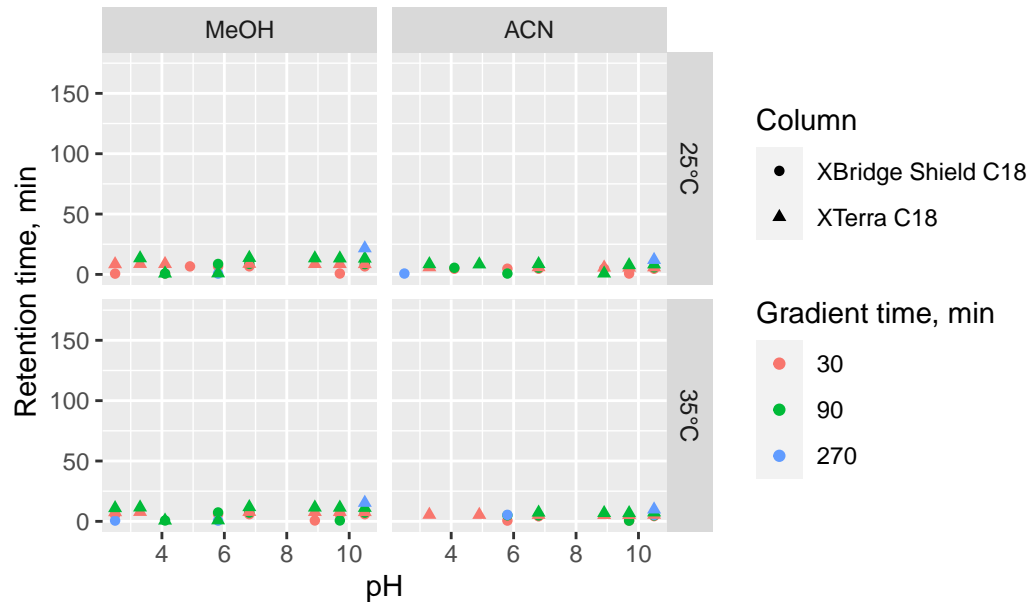 MeOH
ACN
150
100
50
0
25°C
150
100
50
0
35°C
4
6
8
10
4
6
8
10
pH
Retention time, min
Column
XBridge Shield C18
XTerra C18
Gradient time, min
30
90
270